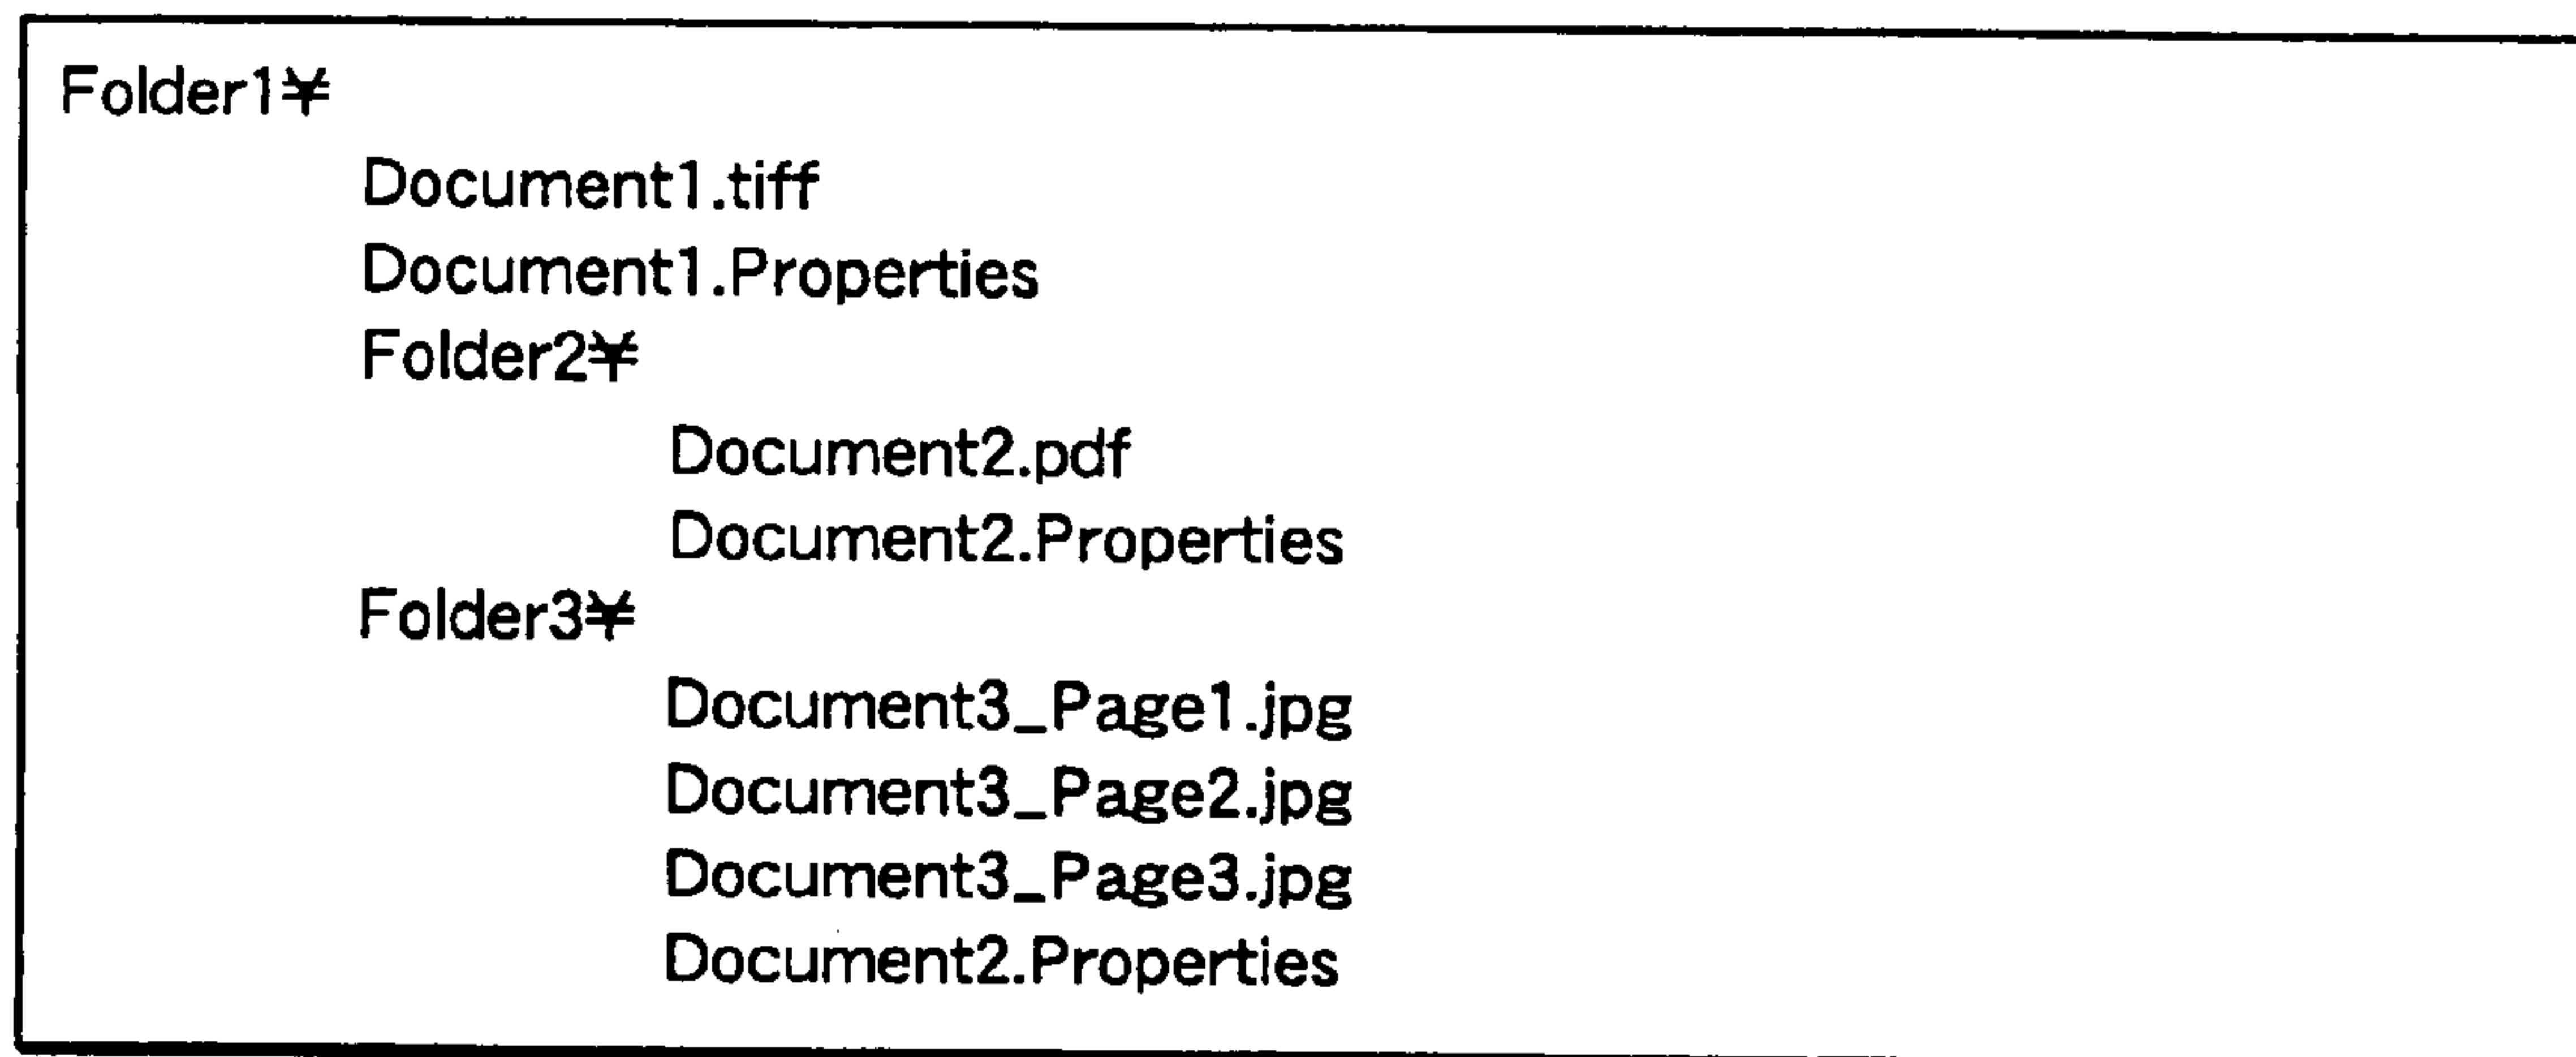 Folder1¥
Document1.tiff
Document1.Properties
Folder2¥
Document2.pdf
Document2.Properties
Folder3¥
Document3_Page1.jpg
Document3_Page2.jpg
Document3_Page3.jpg
Document2.Properties